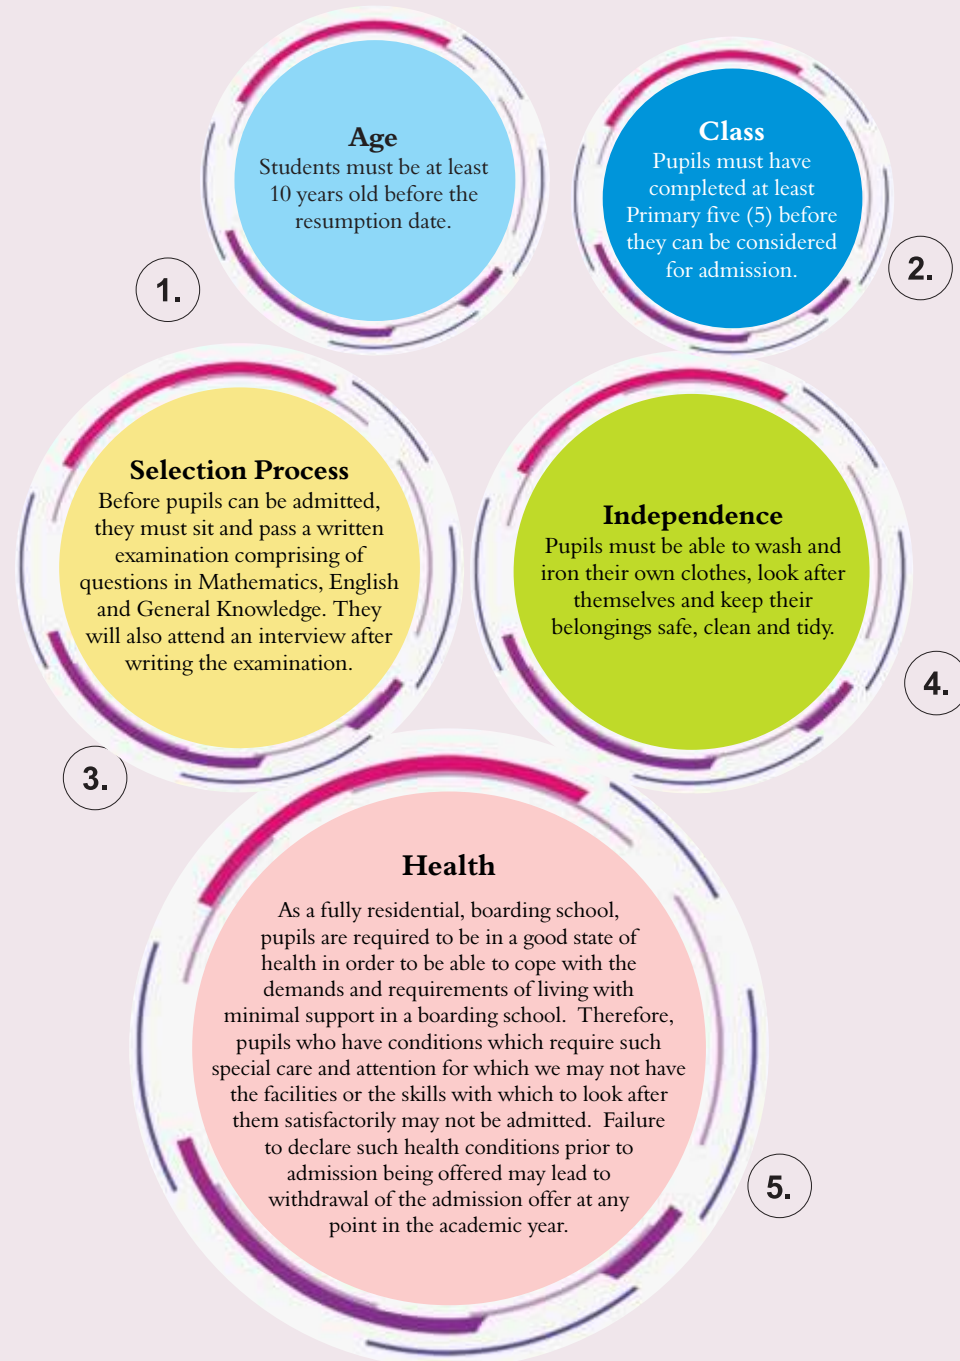 Age
Students must be at least
10 years old before the
resumption date.
1.
Class
Pupils must have
completed at least
Primary five (5) before
they can be considered
for admission.
2.
Selection Process
Before pupils can be admitted,
they must sit and pass a written
examination comprising of
questions in Mathematics, English
and General Knowledge. They
will also attend an interview after
writing the examination.
3.
Independence
Pupils must be able to wash and
iron their own clothes, look after
themselves and keep their
belongings safe, clean and tidy.
4.
Health
As a fully residential, boarding school,
pupils are required to be in a good state of
health in order to be able to cope with the
demands and requirements of living with
minimal support in a boarding school.  Therefore,
pupils who have conditions which require such
special care and attention for which we may not have
the facilities or the skills with which to look after
them satisfactorily may not be admitted.  Failure
to declare such health conditions prior to
admission being offered may lead to
withdrawal of the admission offer at any
point in the academic year.
5.